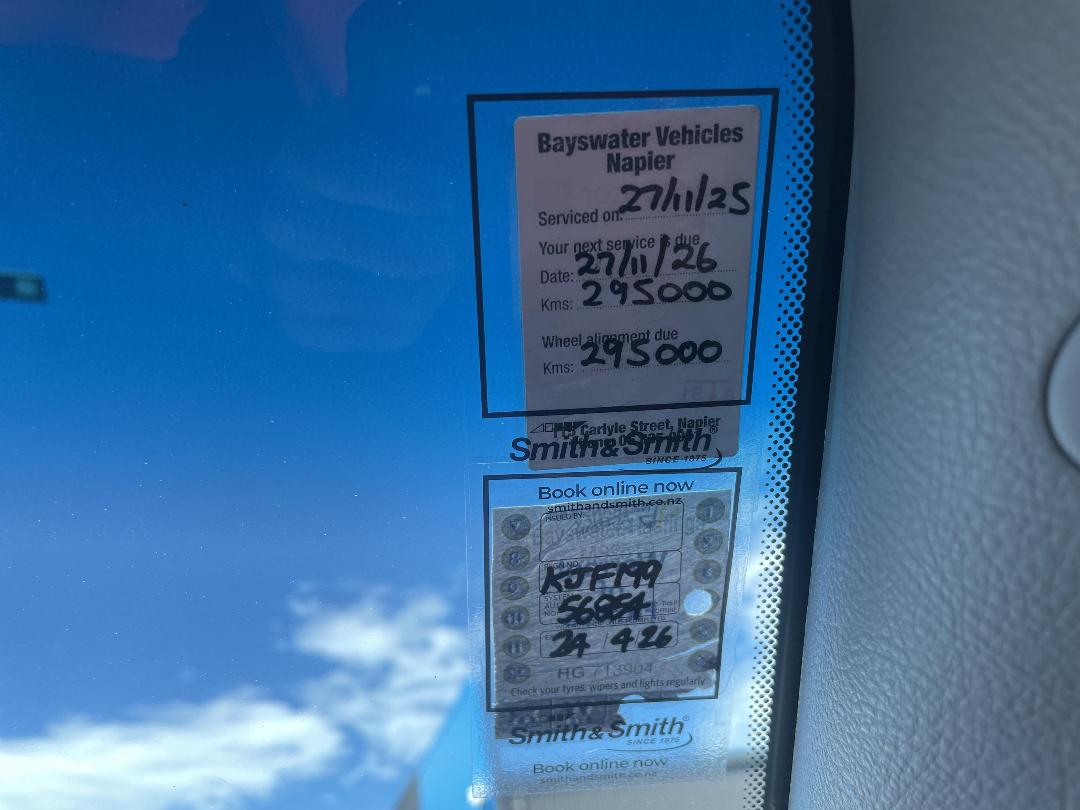 Bayswater Vehicles
Napier
Serviced on: 27/11/25
Your next service is due
Date: 27/11/26
Kms: 295000
Wheel alignment due
Kms: 295000
Carlyle Street, Napier
Smith & Smith®
SINCE 1875
Book online now
smithandsmith.co.nz
ISSUED BY:
KJF199
24 / 4 26
HG 713904
Check your tyres, wipers and lights regularly
Smith & Smith®
SINCE 1875
Book online now
smithandsmith.co.nz